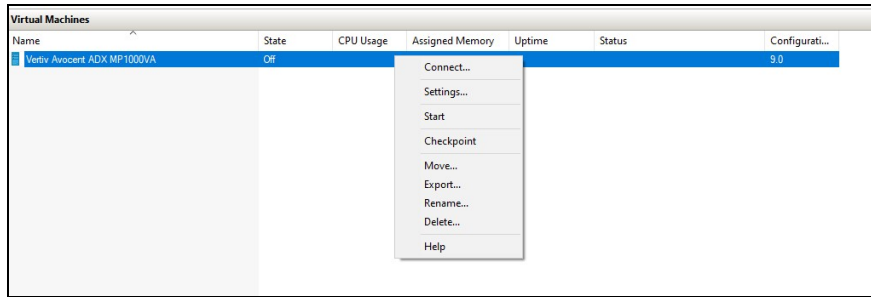 Virtual Machines
Name State CPU Usage Assigned Memory Uptime Status Configurati...
Vertiv Avocent ADX MP1000VA Off 9.0
Connect...
Settings...
Start
Checkpoint
Move...
Export...
Rename...
Delete...
Help